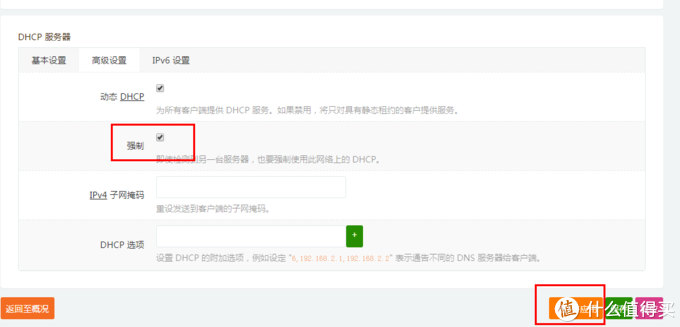 DHCP 服务器
基本设置 高级设置 IPv6 设置
动态 DHCP
为所有客户端提供 DHCP 服务。如果禁用，将只对具有静态租约的客户提供服务。
强制
即使检测到另一台服务器，也要强制使用此网络上的 DHCP。
IPv4 子网掩码
重设发送到客户端的子网掩码。
DHCP 选项
+
设置 DHCP 的附加选项，例如设定 "6,192.168.2.1,192.168.2.2" 表示通告不同的 DNS 服务器给客户端。
返回至概况
值 什么值得买